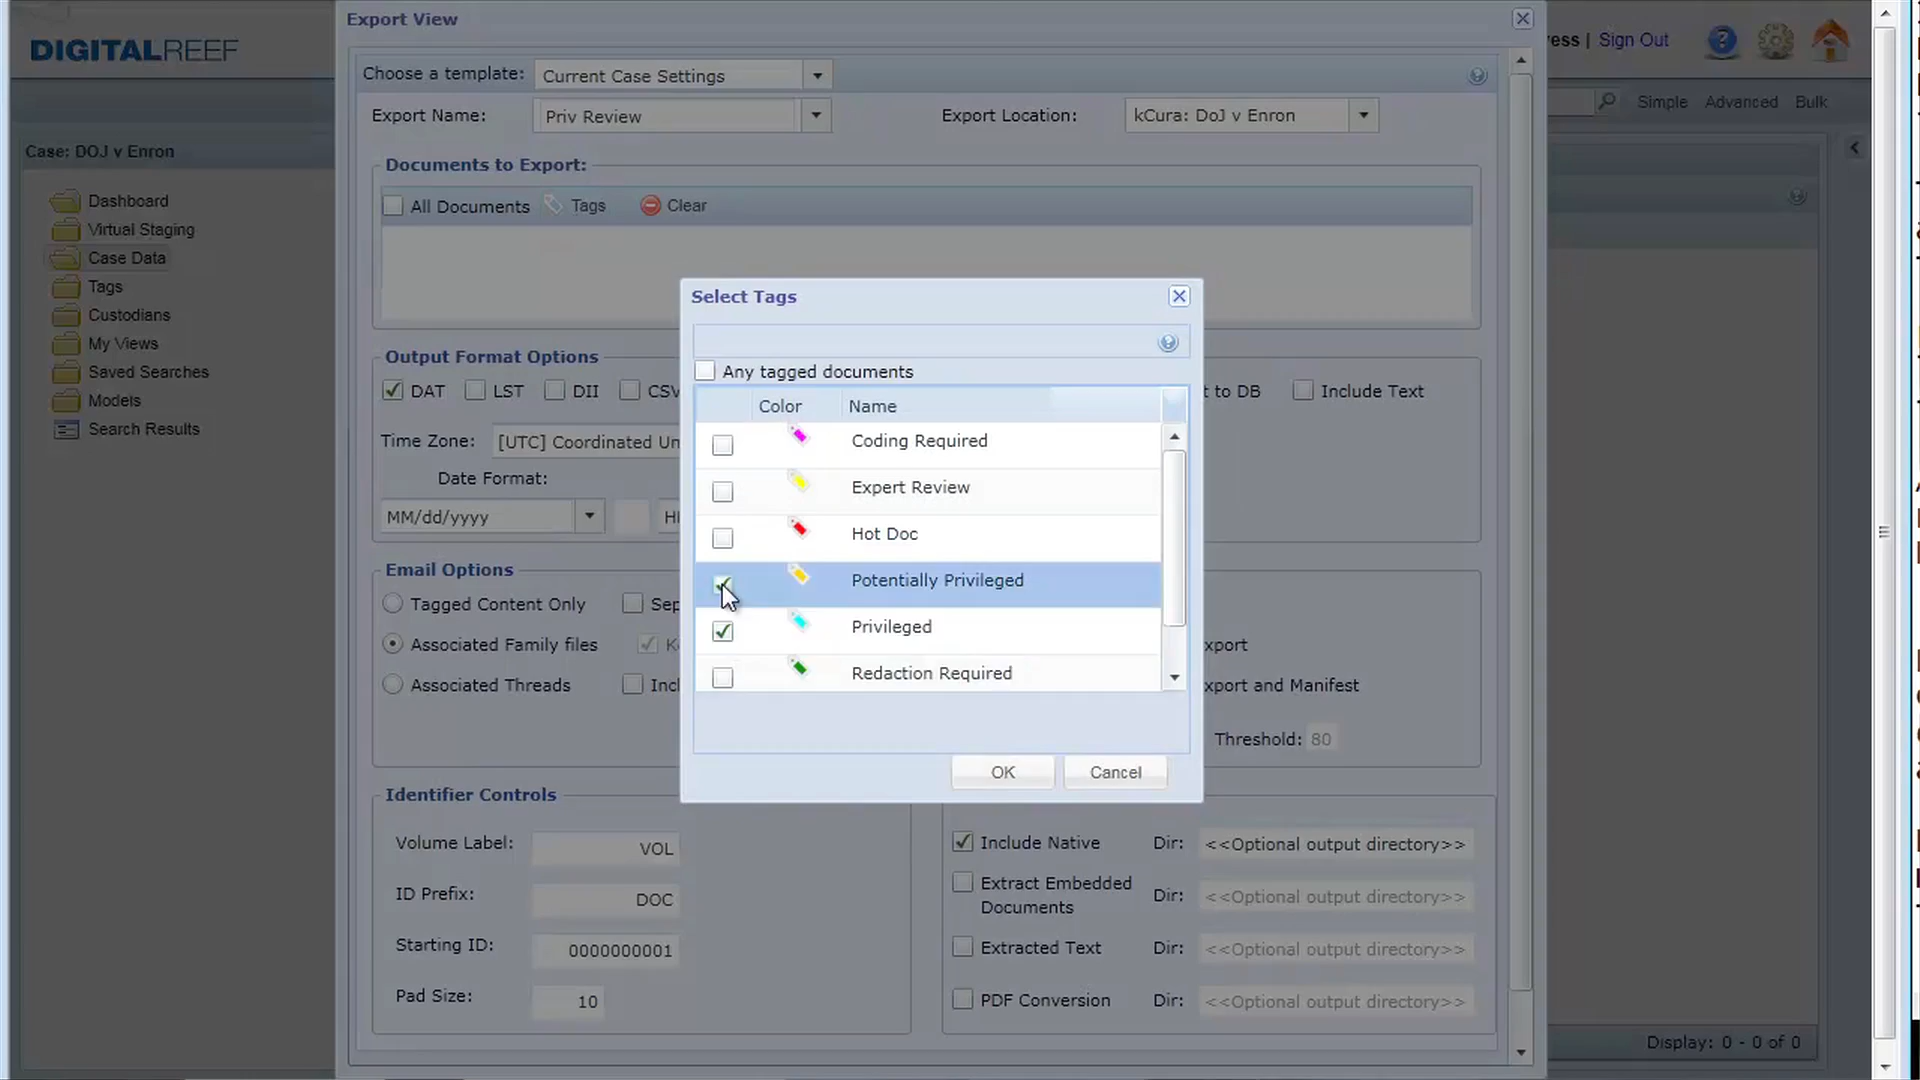 Export View
DIGITALREEF
ess | Sign Out
Choose a template: Current Case Settings
Export Name: Priv Review Export Location: kCura: DoJ v Enron
Simple Advanced Bulk
Case: DOJ v Enron
Dashboard
Virtual Staging
Case Data
Tags
Custodians
My Views
Saved Searches
Models
Search Results
Documents to Export:
All Documents Tags Clear
Output Format Options
DAT LST DII CSV t to DB Include Text
Time Zone: [UTC] Coordinated Un
Date Format:
MM/dd/yyyy HH
Email Options
Tagged Content Only Sep
Associated Family files xport
Associated Threads Incl xport and Manifest
Threshold: 80
Select Tags
Any tagged documents
Color Name
Coding Required
Expert Review
Hot Doc
Potentially Privileged
Privileged
Redaction Required
OK Cancel
Identifier Controls
Volume Label: VOL
ID Prefix: DOC
Starting ID: 0000000001
Pad Size: 10
Include Native Dir: <<Optional output directory>>
Extract Embedded Documents Dir: <<Optional output directory>>
Extracted Text Dir: <<Optional output directory>>
PDF Conversion Dir: <<Optional output directory>>
Display: 0 - 0 of 0